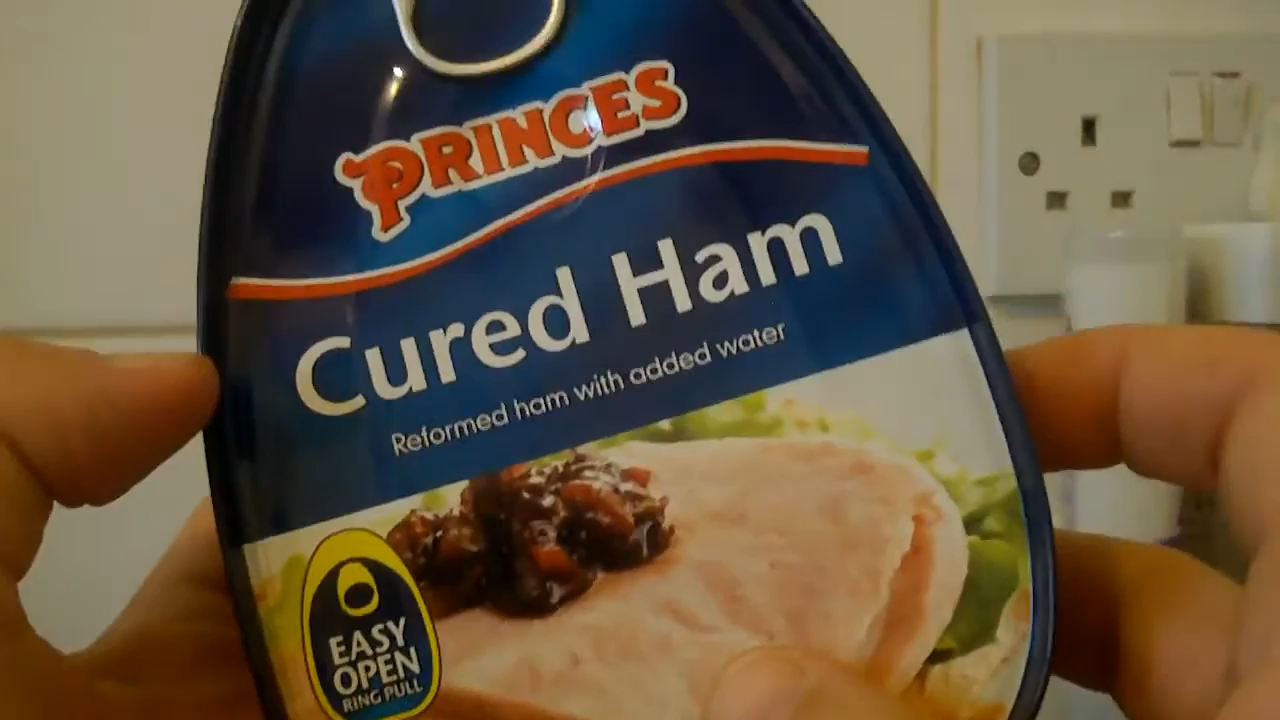 PRINCES
Cured Ham
Reformed ham with added water
EASY
OPEN
RING PULL